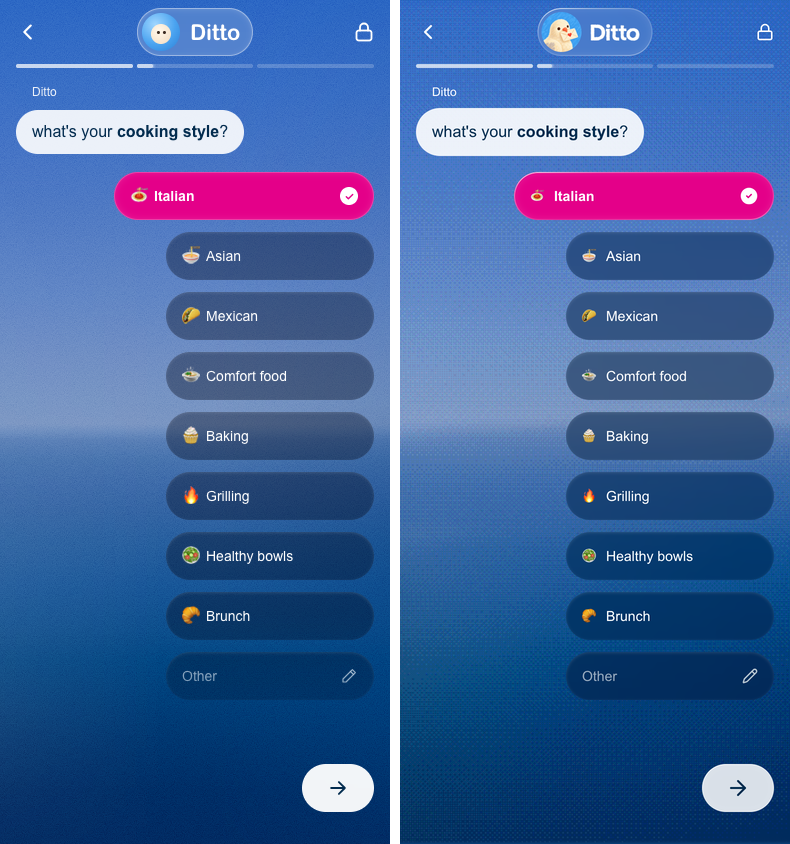 Ditto
Ditto
what's your cooking style?
Italian
Asian
Mexican
Comfort food
Baking
Grilling
Healthy bowls
Brunch
Other
Ditto
Ditto
what's your cooking style?
Italian
Asian
Mexican
Comfort food
Baking
Grilling
Healthy bowls
Brunch
Other